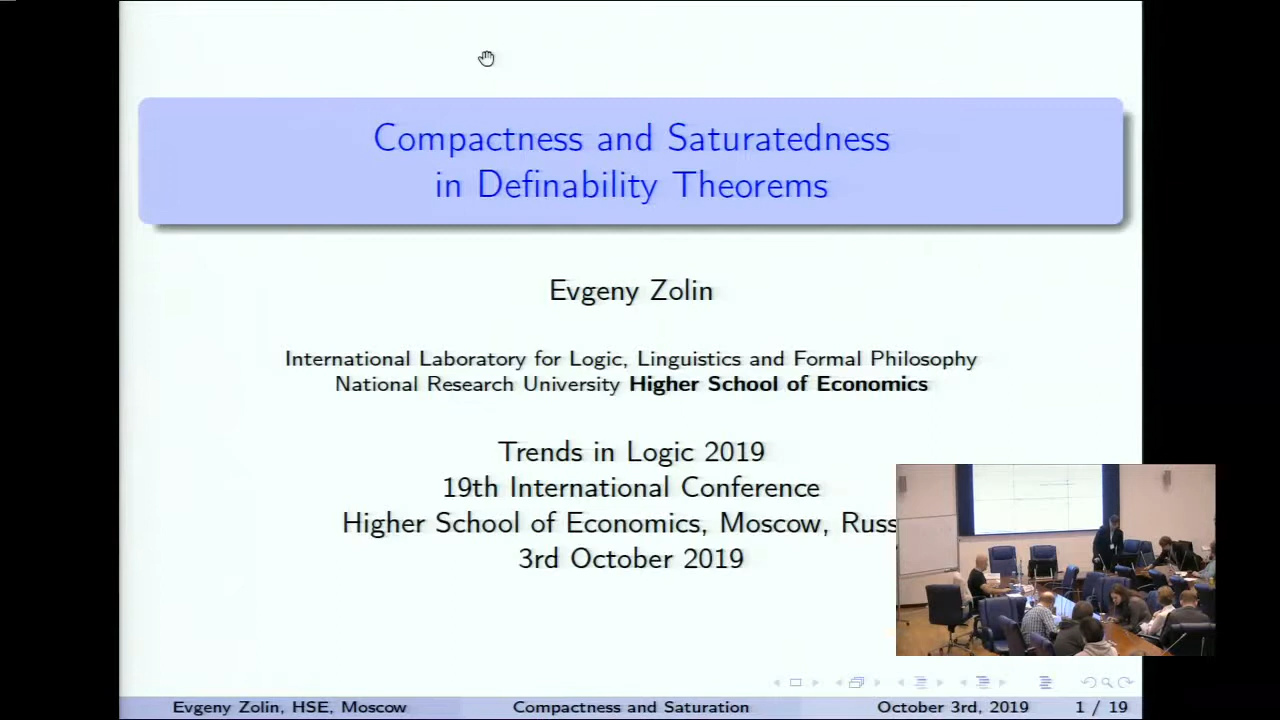 Compactness and Saturatedness
in Definability Theorems
Evgeny Zolin
International Laboratory for Logic, Linguistics and Formal Philosophy
National Research University Higher School of Economics
Trends in Logic 2019
19th International Conference
Higher School of Economics, Moscow, Russ
3rd October 2019
Evgeny Zolin, HSE, Moscow Compactness and Saturation October 3rd, 2019 1 / 19